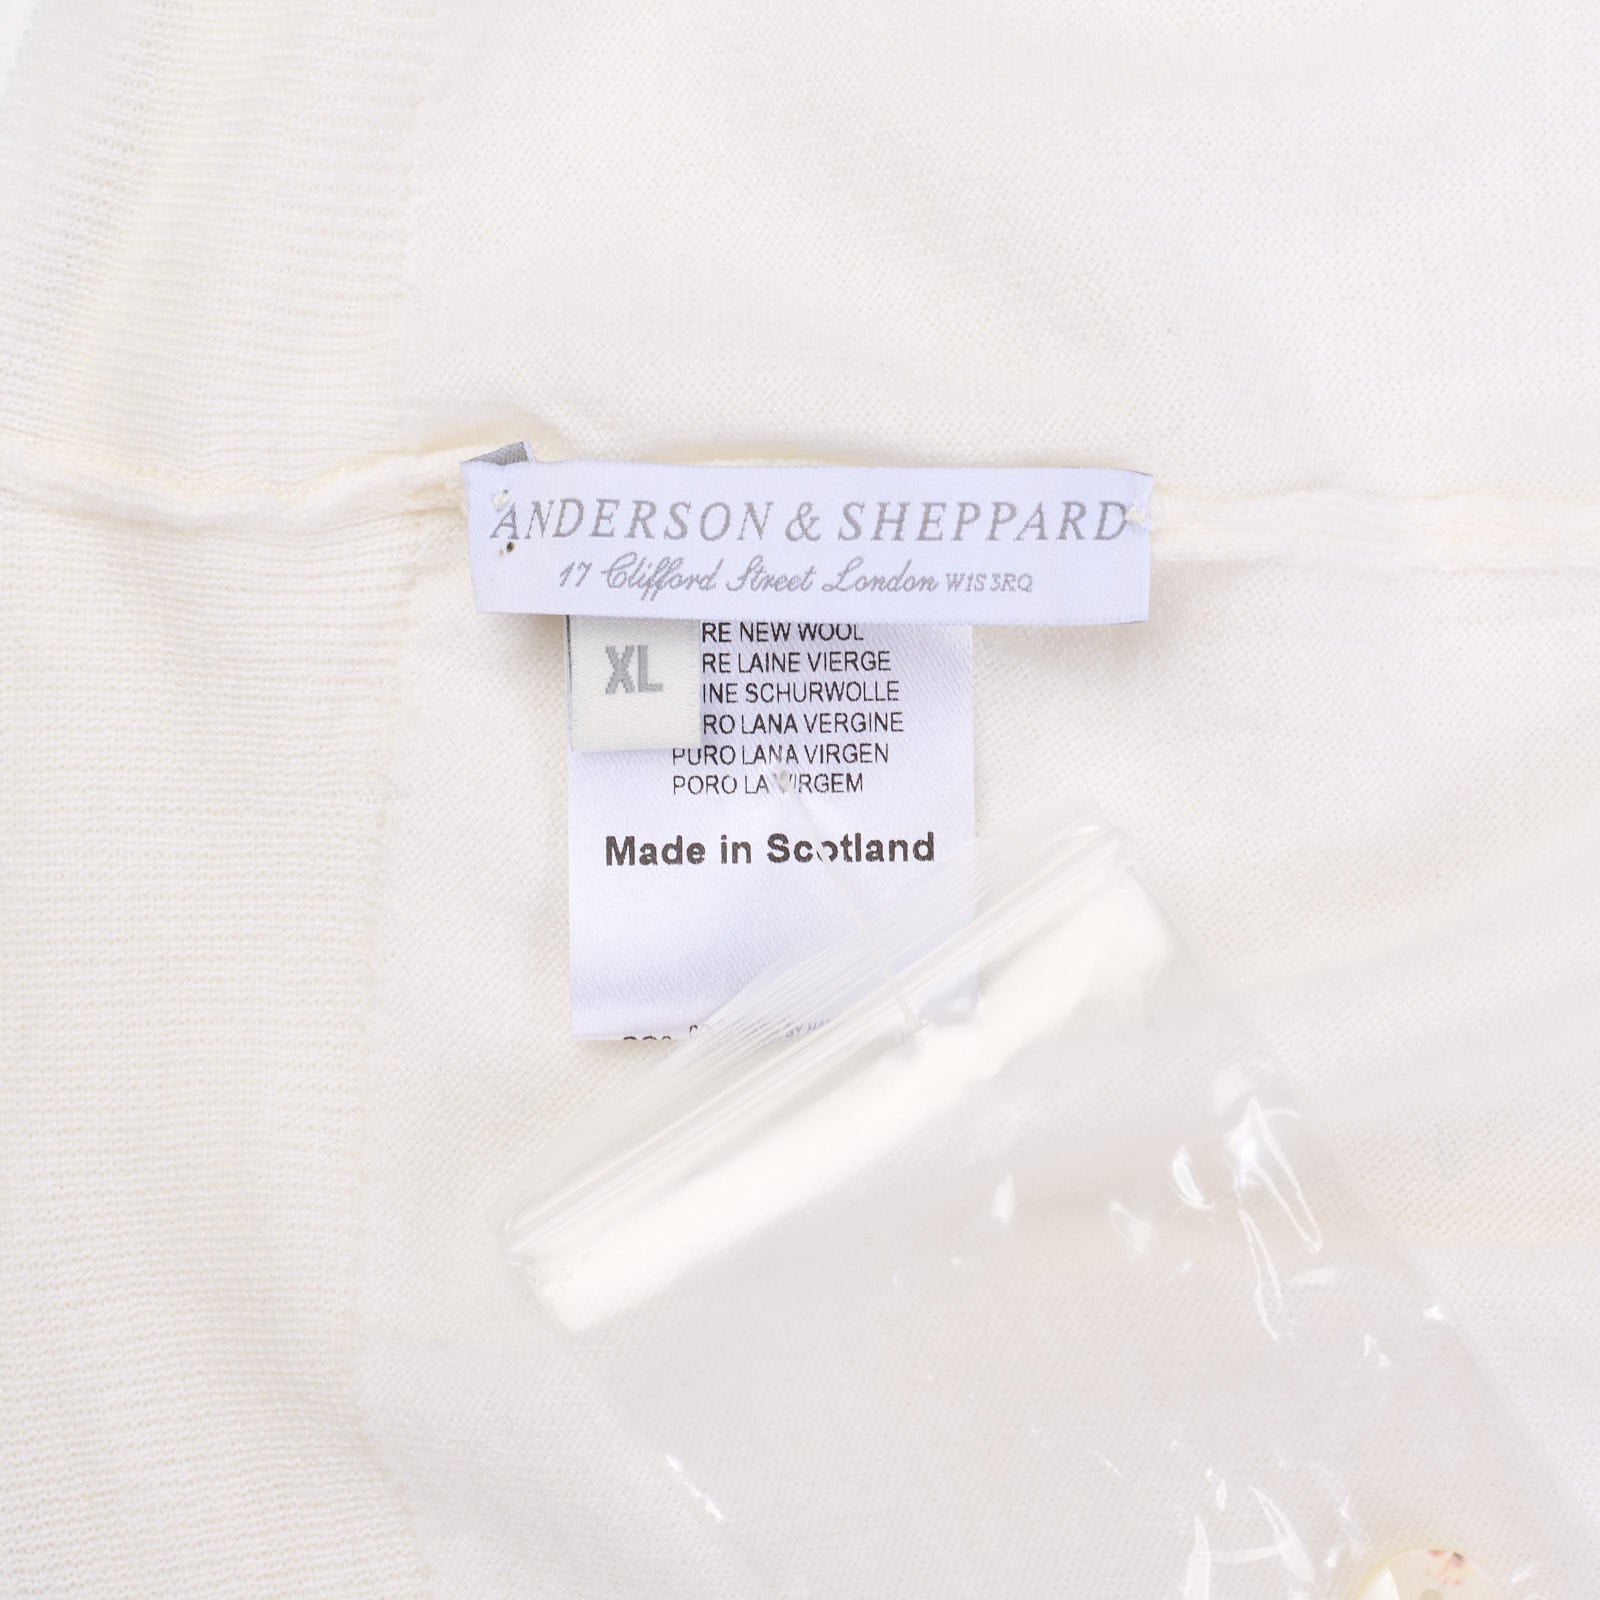 ANDERSON & SHEPPARD
17 Clifford Street London W1S 3RQ
XL
RE NEW WOOL
RE LAINE VIERGE
INE SCHURWOLLE
RO LANA VERGINE
PURO LANA VIRGEN
PORO LA VIRGEM
Made in Scotland
BY